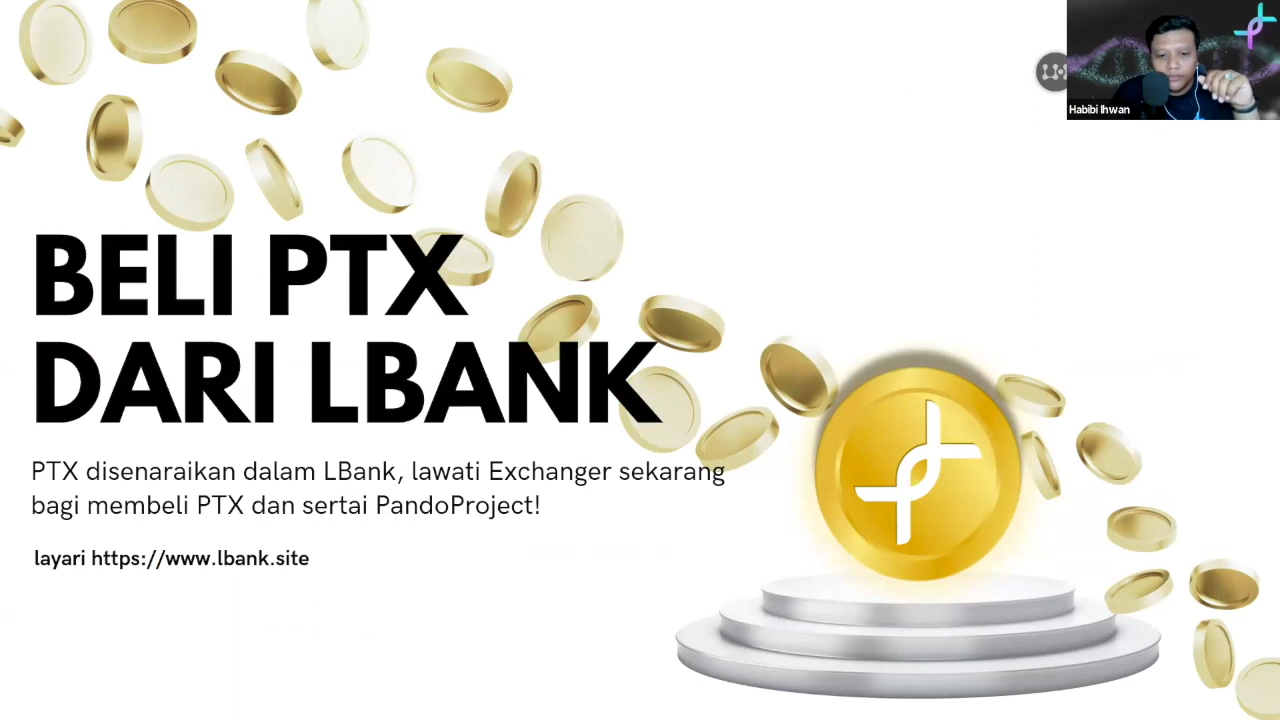 Habibi Ihwan
BELI PTX
DARI LBANK
PTX disenaraikan dalam LBank, lawati Exchanger sekarang
bagi membeli PTX dan sertai PandoProject!
layari https://www.lbank.site